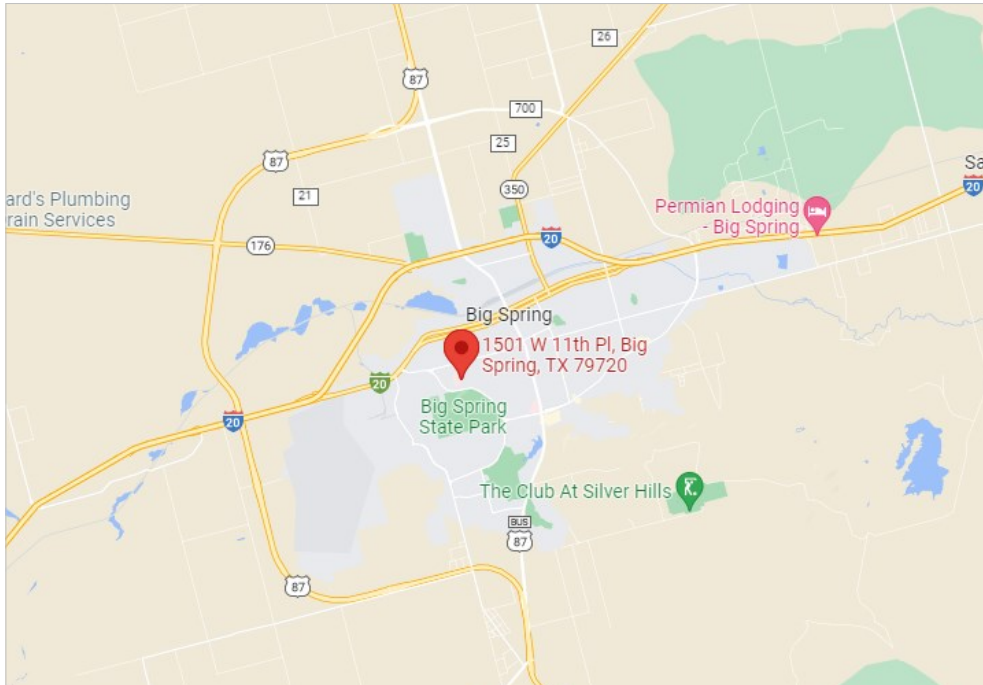 26
87
700
25
87
21
350
ard's Plumbing
rain Services
Sa
20
Permian Lodging
- Big Spring
176
20
Big Spring
1501 W 11th Pl, Big
Spring, TX 79720
20
Big Spring
State Park
20
The Club At Silver Hills
BUS
87
87